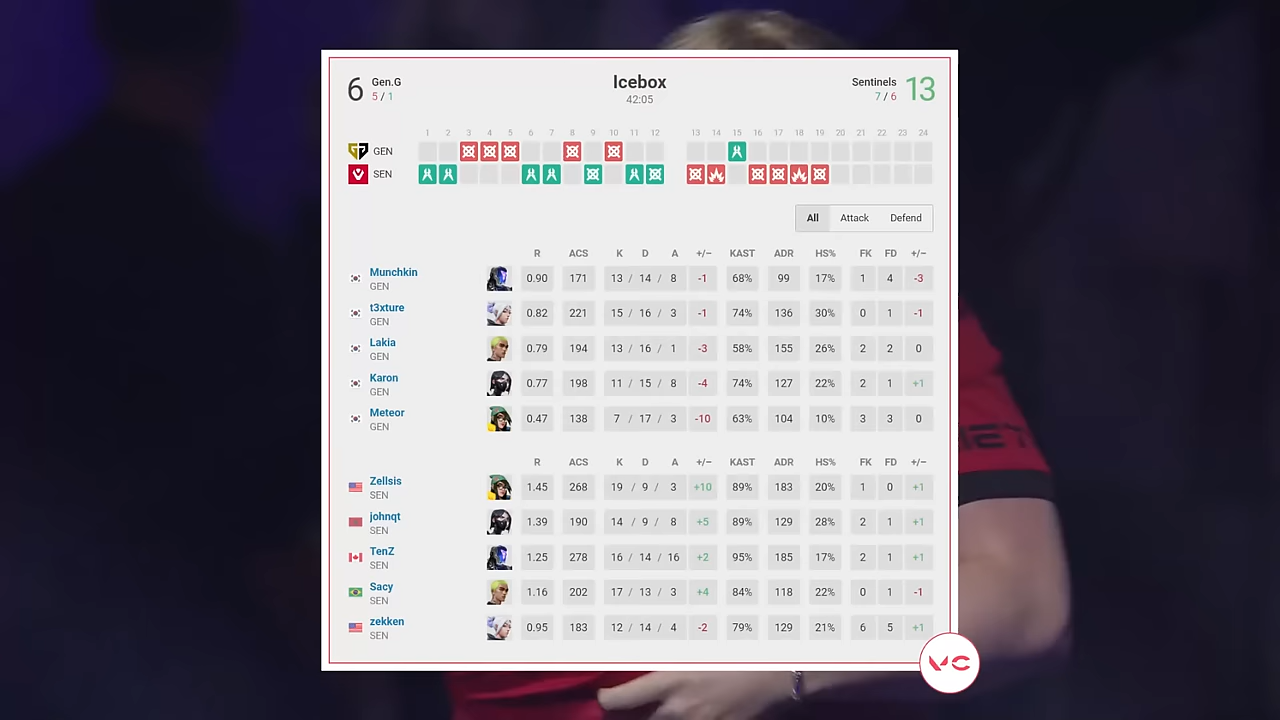 6 Gen.G Icebox Sentinels 13
5 / 1 42:05 7 / 6
1 2 3 4 5 6 7 8 9 10 11 12 13 14 15 16 17 18 19 20 21 22 23 24
GEN
SEN
All Attack Defend
R ACS K D A +/– KAST ADR HS% FK FD +/–
Munchkin GEN 0.90 171 13 / 14 / 8 -1 68% 99 17% 1 4 -3
t3xture GEN 0.82 221 15 / 16 / 3 -1 74% 136 30% 0 1 -1
Lakia GEN 0.79 194 13 / 16 / 1 -3 58% 155 26% 2 2 0
Karon GEN 0.77 198 11 / 15 / 8 -4 74% 127 22% 2 1 +1
Meteor GEN 0.47 138 7 / 17 / 3 -10 63% 104 10% 3 3 0
R ACS K D A +/– KAST ADR HS% FK FD +/–
Zellsis SEN 1.45 268 19 / 9 / 3 +10 89% 183 20% 1 0 +1
johnqt SEN 1.39 190 14 / 9 / 8 +5 89% 129 28% 2 1 +1
TenZ SEN 1.25 278 16 / 14 / 16 +2 95% 185 17% 2 1 +1
Sacy SEN 1.16 202 17 / 13 / 3 +4 84% 118 22% 0 1 -1
zekken SEN 0.95 183 12 / 14 / 4 -2 79% 129 21% 6 5 +1